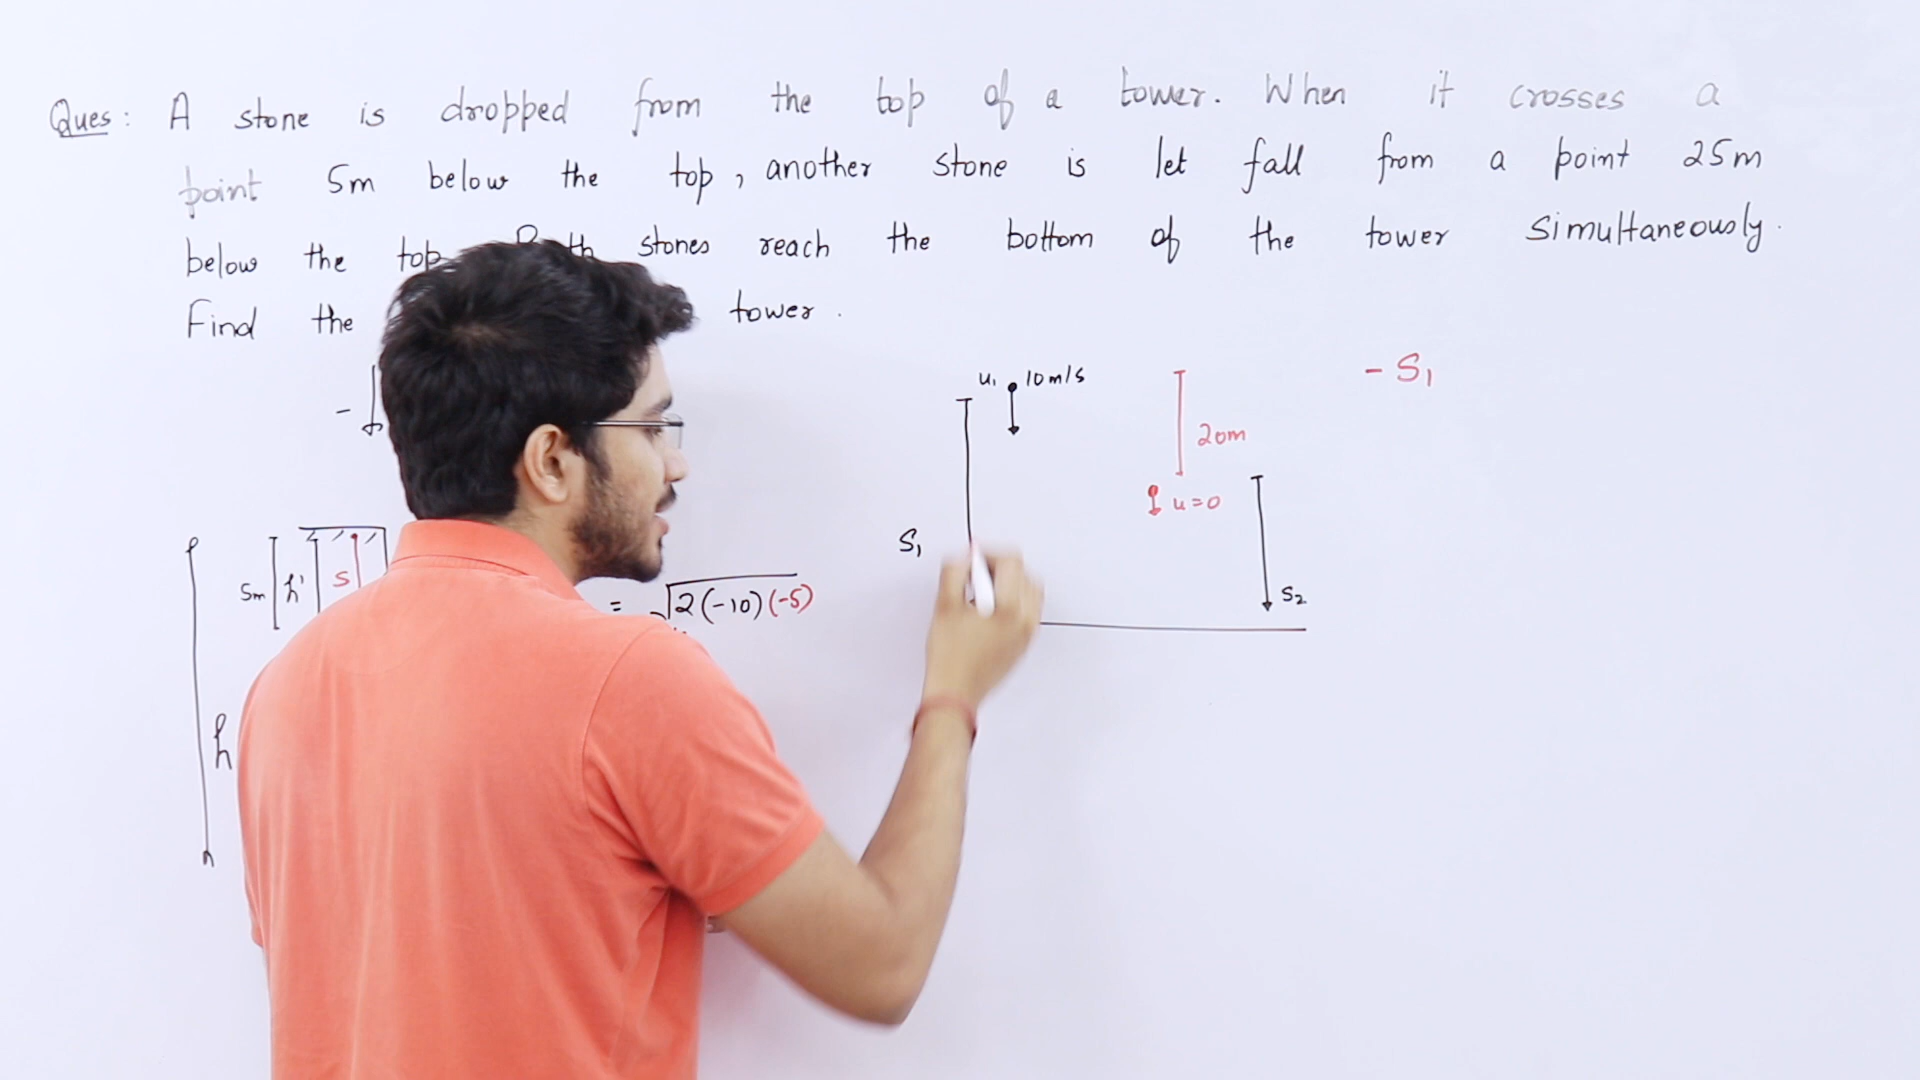 Ques: A stone is dropped from the top of a tower. When it crosses a
point 5m below the top, another stone is let fall from a point 25m
below the top stones reach the bottom of the tower simultaneously.
Find the tower.
-
u₁ 10m/s
- S₁
20m
u=0
S₁
5m h' S
= √2(-10)(-5)
S₂
h